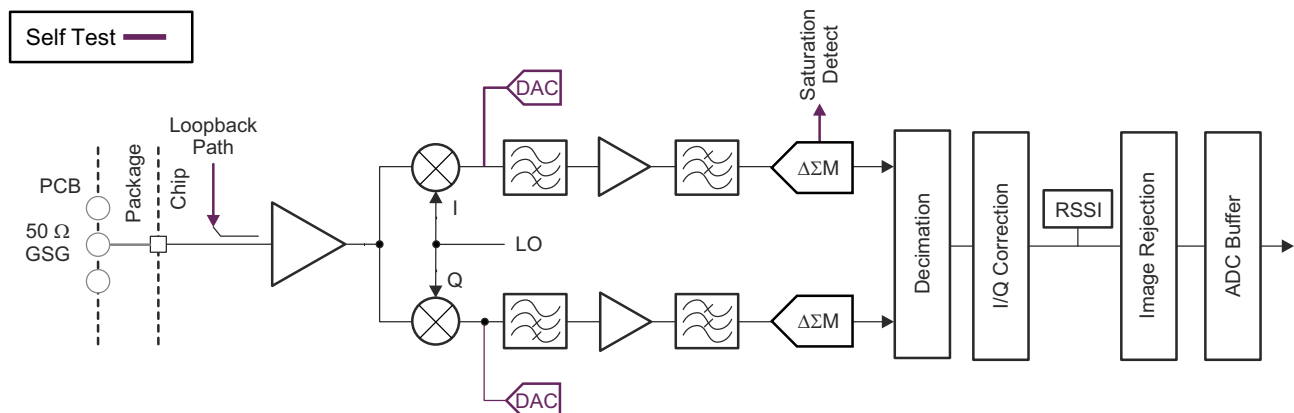 Self Test
DAC
Saturation
Detect
Loopback
Path
PCB
Package
Chip
50 Ω
GSG
I
LO
Q
ΔΣM
ΔΣM
DAC
Decimation
I/Q Correction
RSSI
Image Rejection
ADC Buffer